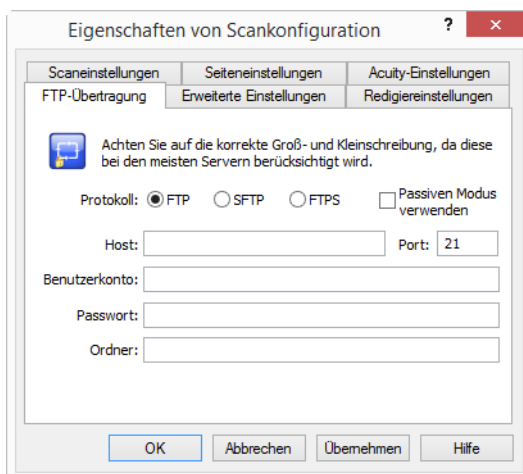 Eigenschaften von Scankonfiguration ? ×
Scaneinstellungen Seiteneinstellungen Acuity-Einstellungen
FTP-Übertragung Erweiterte Einstellungen Redigiereinstellungen
Achten Sie auf die korrekte Groß- und Kleinschreibung, da diese
bei den meisten Servern berücksichtigt wird.
Protokoll: FTP SFTP FTPS Passiven Modus
verwenden
Host: Port: 21
Benutzerkonto:
Passwort:
Ordner:
OK Abbrechen Übernehmen Hilfe